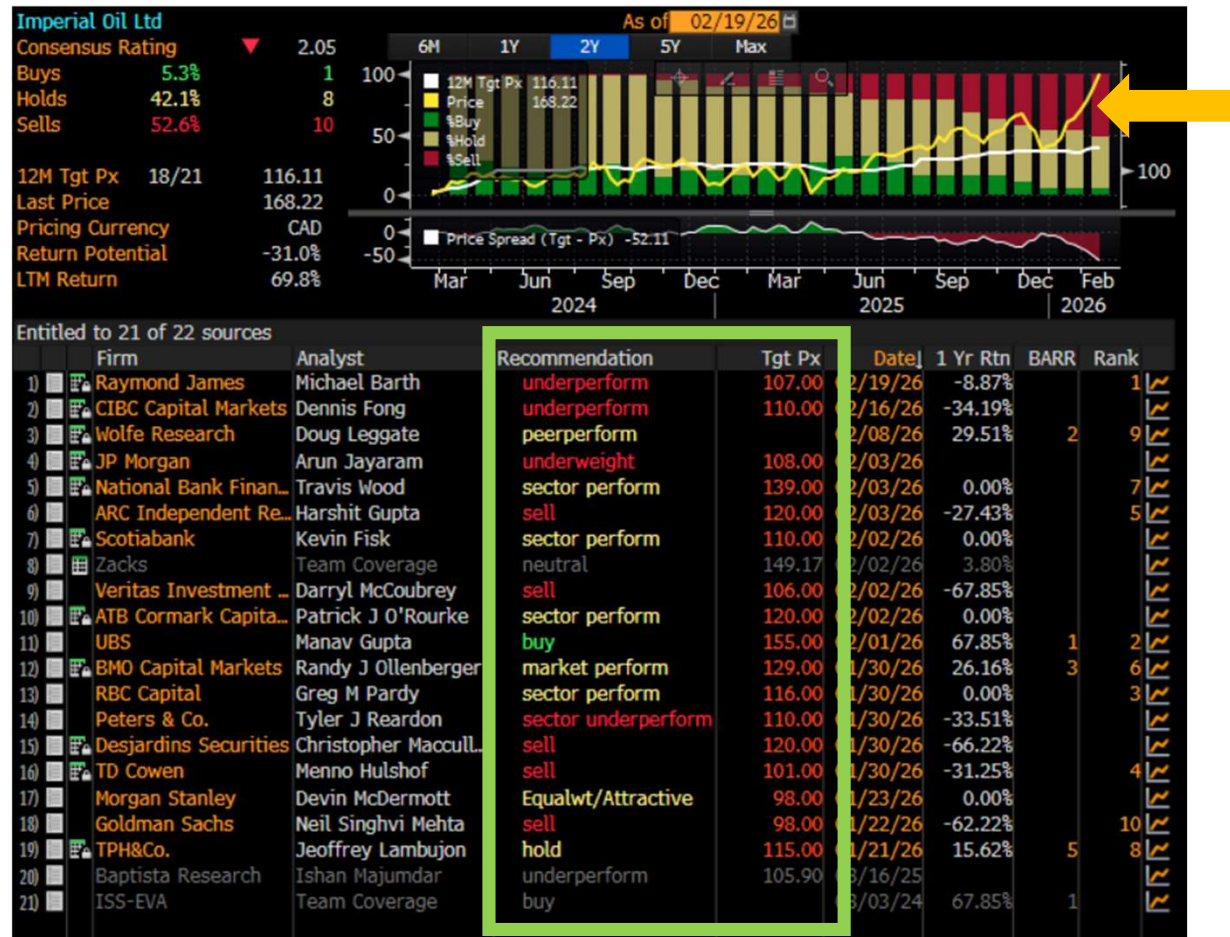 Imperial Oil Ltd As of 02/19/26
Consensus Rating ▼ 2.05 6M 1Y 2Y 5Y Max
Buys 5.3% 1
Holds 42.1% 8
Sells 52.6% 10
12M Tgt Px 18/21 116.11
Last Price 168.22
Pricing Currency CAD
Return Potential -31.0%
LTM Return 69.8%
100
50
0
12M Tgt Px 116.11
Price 168.22
%Buy
%Hold
%Sell
100
0
-50
Price Spread (Tgt - Px) -52.11
Mar Jun Sep Dec Mar Jun Sep Dec Feb
2024 2025 2026
Entitled to 21 of 22 sources
Firm Analyst Recommendation Tgt Px Date↓ 1 Yr Rtn BARR Rank
1) Raymond James Michael Barth underperform 107.00 02/19/26 -8.87% 1
2) CIBC Capital Markets Dennis Fong underperform 110.00 2/16/26 -34.19%
3) Wolfe Research Doug Leggate peerperform 2/08/26 29.51% 2 9
4) JP Morgan Arun Jayaram underweight 108.00 2/03/26
5) National Bank Finan… Travis Wood sector perform 139.00 2/03/26 0.00% 7
6) ARC Independent Re… Harshit Gupta sell 120.00 2/03/26 -27.43% 5
7) Scotiabank Kevin Fisk sector perform 110.00 2/02/26 0.00%
8) Zacks Team Coverage neutral 149.17 2/02/26 3.80%
9) Veritas Investment … Darryl McCoubrey sell 106.00 2/02/26 -67.85%
10) ATB Cormark Capita… Patrick J O'Rourke sector perform 120.00 2/02/26 0.00%
11) UBS Manav Gupta buy 155.00 2/01/26 67.85% 1 2
12) BMO Capital Markets Randy J Ollenberger market perform 129.00 1/30/26 26.16% 3 6
13) RBC Capital Greg M Pardy sector perform 116.00 1/30/26 0.00% 3
14) Peters & Co. Tyler J Reardon sector underperform 110.00 1/30/26 -33.51%
15) Desjardins Securities Christopher Maccull… sell 120.00 1/30/26 -66.22%
16) TD Cowen Menno Hulshof sell 101.00 1/30/26 -31.25% 4
17) Morgan Stanley Devin McDermott Equalwt/Attractive 98.00 1/23/26 0.00%
18) Goldman Sachs Neil Singhvi Mehta sell 98.00 1/22/26 -62.22% 10
19) TPH&Co. Jeoffrey Lambujon hold 115.00 1/21/26 15.62% 5 8
20) Baptista Research Ishan Majumdar underperform 105.90 /16/25
21) ISS-EVA Team Coverage buy /03/24 67.85% 1